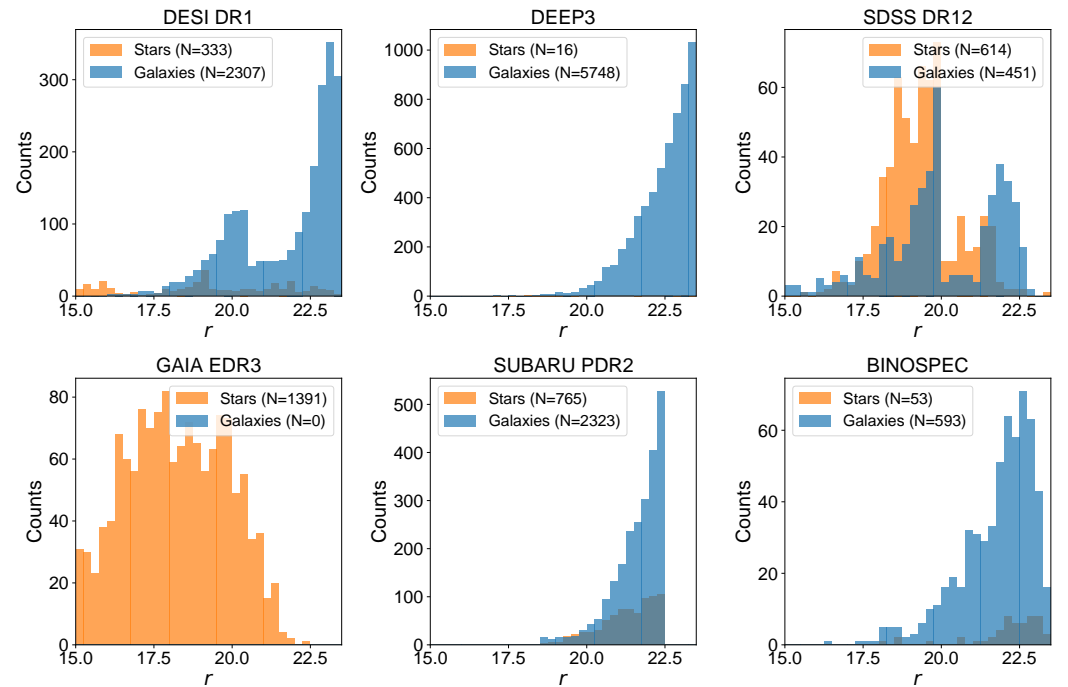 DESI DR1
Stars (N=333)
Galaxies (N=2307)
Counts
300
200
100
0
15.0 17.5 20.0 22.5
r
DEEP3
Stars (N=16)
Galaxies (N=5748)
Counts
1000
800
600
400
200
0
15.0 17.5 20.0 22.5
r
SDSS DR12
Stars (N=614)
Galaxies (N=451)
Counts
60
40
20
0
15.0 17.5 20.0 22.5
r
GAIA EDR3
Stars (N=1391)
Galaxies (N=0)
Counts
80
60
40
20
0
15.0 17.5 20.0 22.5
r
SUBARU PDR2
Stars (N=765)
Galaxies (N=2323)
Counts
500
400
300
200
100
0
15.0 17.5 20.0 22.5
r
BINOSPEC
Stars (N=53)
Galaxies (N=593)
Counts
60
40
20
0
15.0 17.5 20.0 22.5
r